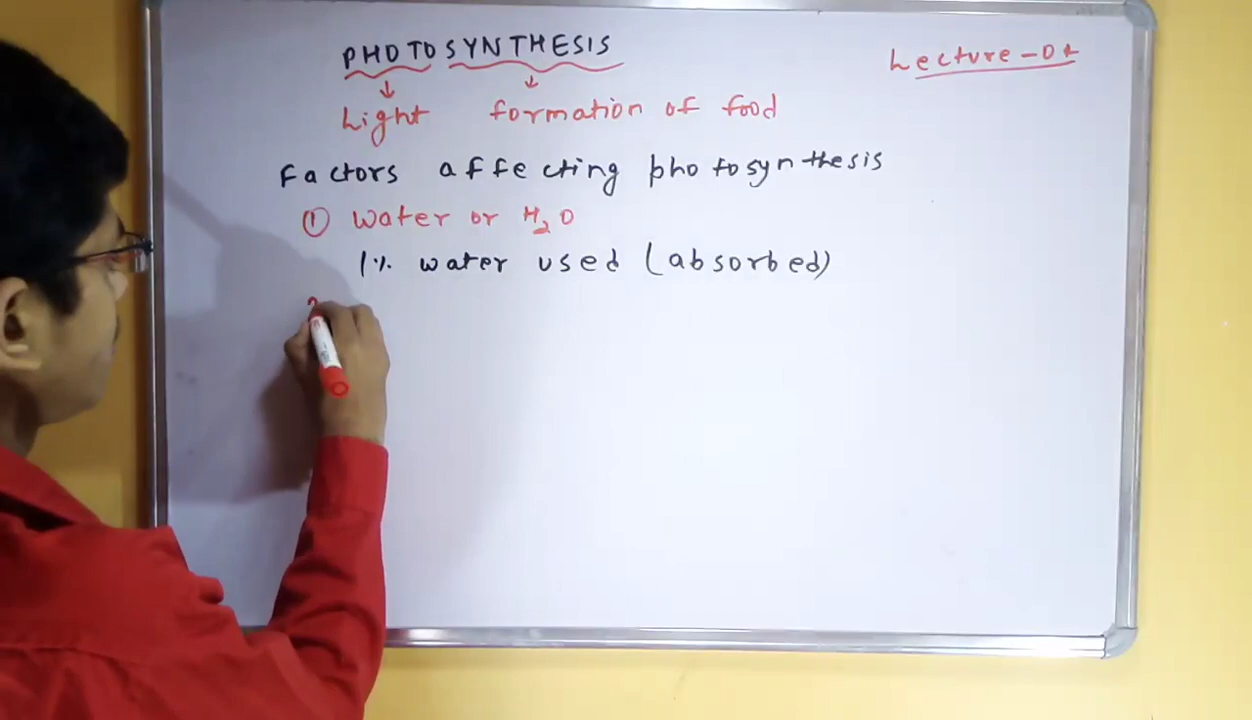 PHOTOSYNTHESIS
Lecture-01
↓ ↓
Light formation of food
Factors affecting photosynthesis
① Water or H₂O
1% water used (absorbed)